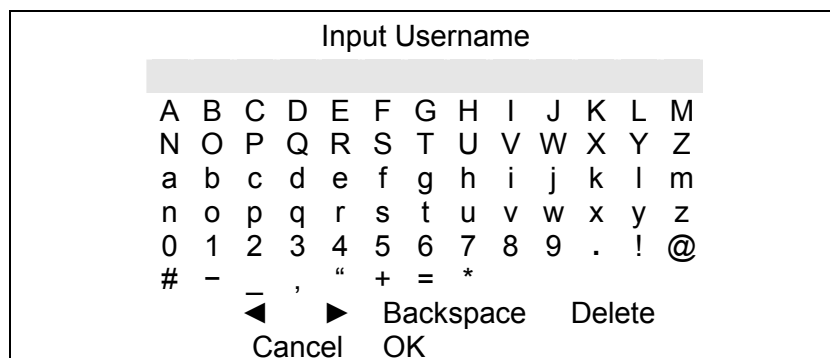 Input Username
A B C D E F G H I J K L M
N O P Q R S T U V W X Y Z
a b c d e f g h i j k l m
n o p q r s t u v w x y z
0 1 2 3 4 5 6 7 8 9 . ! @
# − _ , “ + = *
◄ ► Backspace Delete
Cancel OK